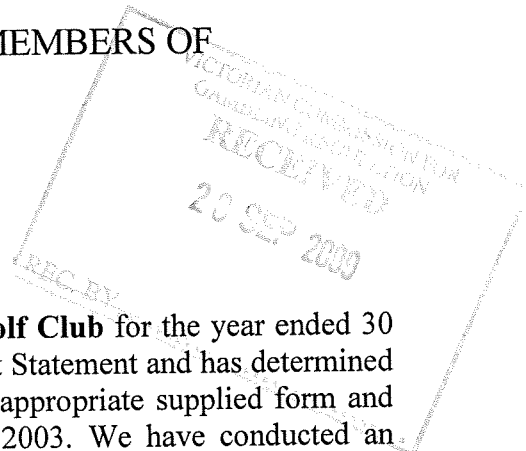 MEMBERS OF
VICTORIAN COMMISSION FOR
GAMBLING REGULATION
RECEIVED
20 SEP 2009
REC. BY
olf Club for the year ended 30
t Statement and has determined
appropriate supplied form and
2003. We have conducted an